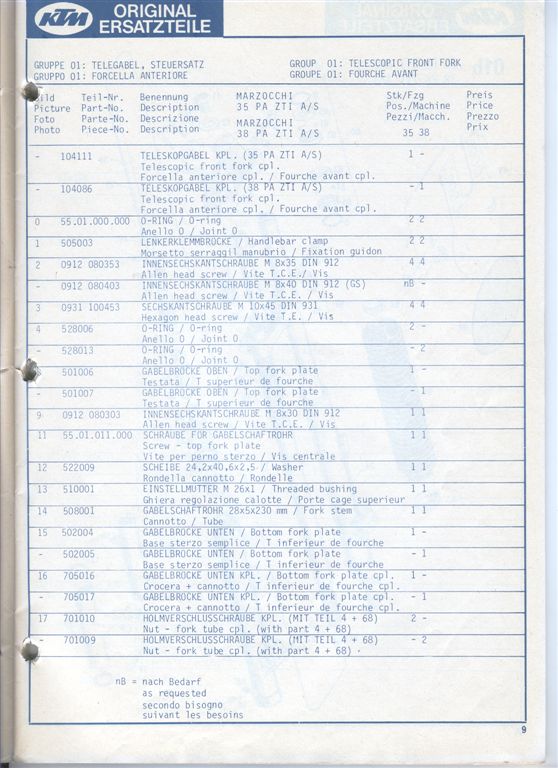 KTM ORIGINAL
ERSATZTEILE
GRUPPE 01: TELEGABEL, STEUERSATZ GROUP 01: TELESCOPIC FRONT FORK
GRUPPO 01: FORCELLA ANTERIORE GROUPE 01: FOURCHE AVANT
Bild Teil-Nr. Benennung MARZOCCHI Stk/Fzg Preis
Picture Part-No. Description 35 PA ZTI A/S Pos./Machine Price
Foto Parte-No. Descrizione MARZOCCHI Pezzi/Macch. Prezzo
Photo Piece-No. Description 38 PA ZTI A/S 35 38 Prix
- 104111 TELESKOPGABEL KPL. (35 PA ZTI A/S) 1 -
Telescopic front fork cpl.
Forcella anteriore cpl. / Fourche avant cpl.
- 104086 TELESKOPGABEL KPL. (38 PA ZTI A/S) - 1
Telescopic front fork cpl.
Forcella anteriore cpl. / Fourche avant cpl.
0 55.01.000.000 O-RING / O-ring 2 2
Anello O / Joint O
1 505003 LENKERKLEMMBRÜCKE / Handlebar clamp 2 2
Morsetto serraggil manubrio / Fixation guidon
2 0912 080353 INNENSECHSKANTSCHRAUBE M 8x35 DIN 912 4 4
Allen head screw / Vite T.C.E./ Vis
- 0912 080403 INNENSECHSKANTSCHRAUBE M 8x40 DIN 912 (GS) nB -
Allen head screw / Vite T.C.E./ Vis
3 0931 100453 SECHSKANTSCHRAUBE M 10x45 DIN 931 4 4
Hexagon head screw / Vite T.E. / Vis
4 528006 O-RING / O-ring 2 -
Anello O / Joint O
- 528013 O-RING / O-ring - 2
Anello O / Joint O
501006 GABELBRÜCKE OBEN / Top fork plate 1 -
Testata / T superieur de fourche
- 501007 GABELBRÜCKE OBEN / Top fork plate - 1
Testata / T superieur de fourche
9 0912 080303 INNENSECHSKANTSCHRAUBE M 8x30 DIN 912 1 1
Allen head screw / Vite T.C.E. / Vis
11 55.01.011.000 SCHRAUBE FÜR GABELSCHAFTROHR 1 1
Screw - top fork plate
Vite per perno sterzo / Vis centrale
12 522009 SCHEIBE 24,2x40,6x2,5 / Washer 1 1
Rondella cannotto / Rondelle
13 510001 EINSTELLMUTTER M 26x1 / Threaded bushing 1 1
Ghiera regolazione calotte / Porte cage superieur
14 508001 GABELSCHAFTROHR 28x5x230 mm / Fork stem 1 1
Cannotto / Tube
15 502004 GABELBRÜCKE UNTEN / Bottom fork plate 1 -
Base sterzo semplice / T inferieur de fourche
- 502005 GABELBRÜCKE UNTEN / Bottom fork plate - 1
Base sterzo semplice / T inferieur de fourche
16 705016 GABELBRÜCKE UNTEN KPL. / Bottom fork plate cpl. 1 -
Crocera + cannotto / T inferieur de fourche cpl.
- 705017 GABELBRÜCKE UNTEN KPL. / Bottom fork plate cpl. - 1
Crocera + cannotto / T inferieur de fourche cpl.
17 701010 HOLMVERSCHLUSSCHRAUBE KPL. (MIT TEIL 4 + 68) 2 -
Nut - fork tube cpl. (with part 4 + 68)
- 701009 HOLMVERSCHLUSSCHRAUBE KPL. (MIT TEIL 4 + 68) - 2
Nut - fork tube cpl. (with part 4 + 68)
nB = nach Bedarf
as requested
secondo bisogno
suivant les besoins
9